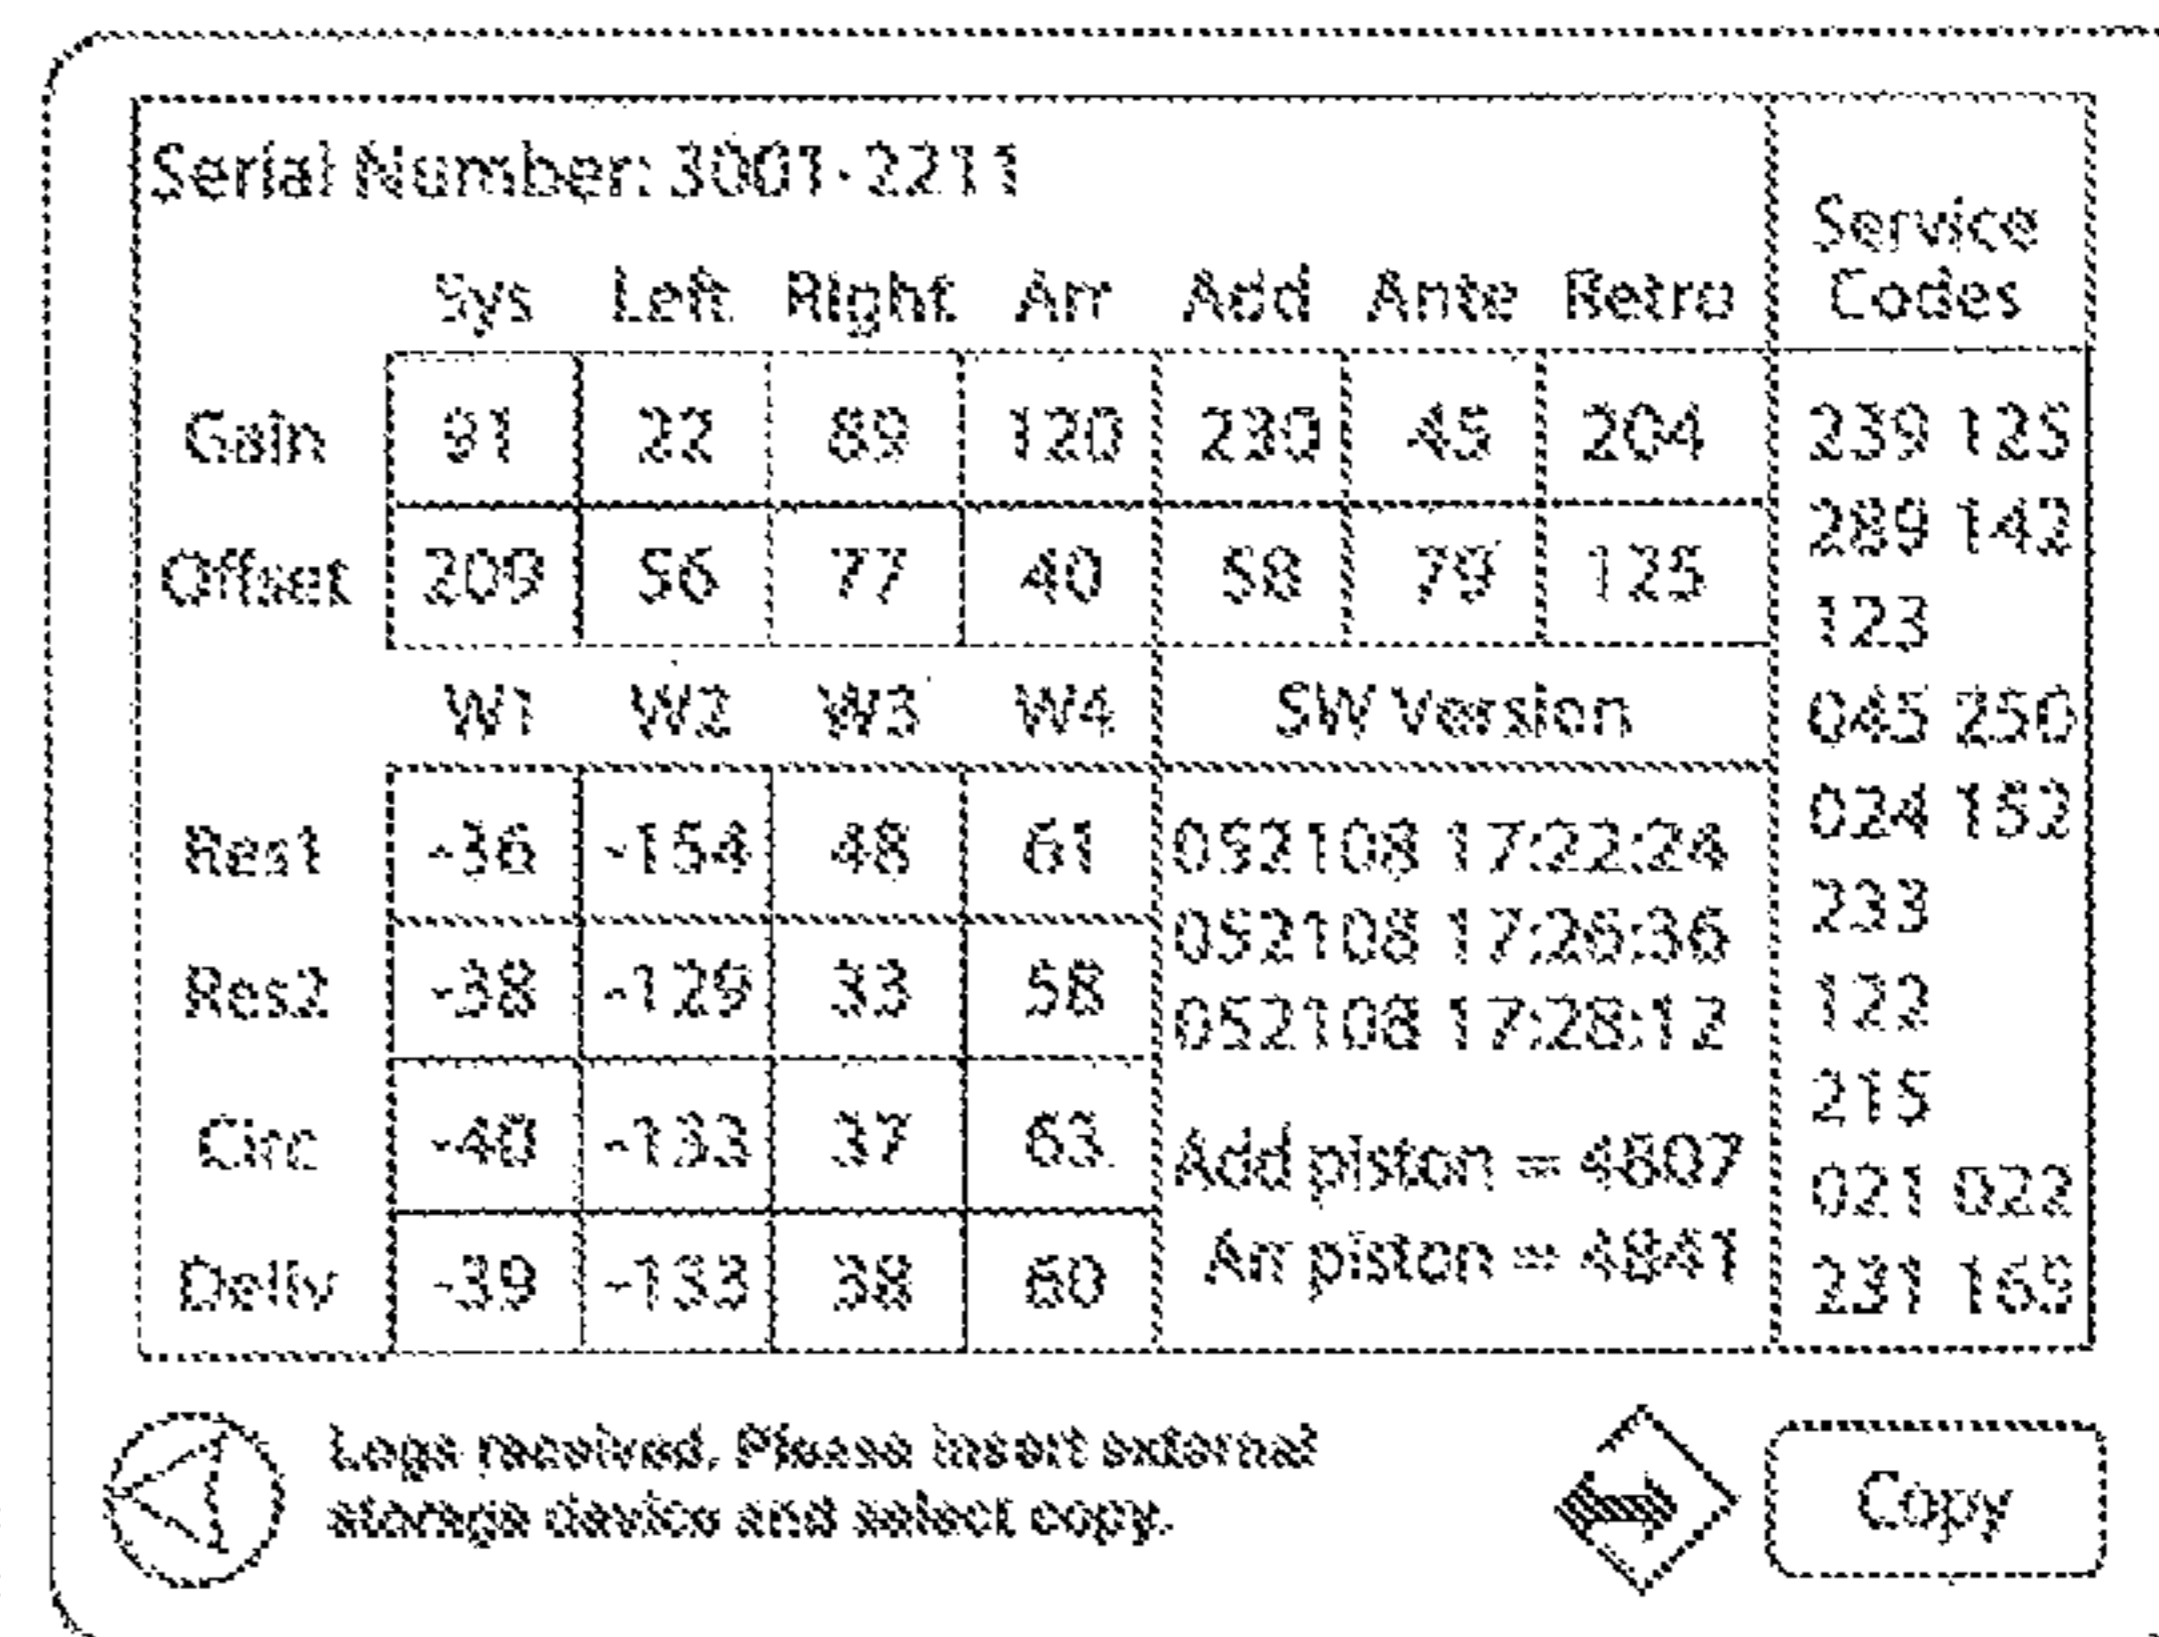 Serial Number: 3001-2211
Service
Codes
Sys Left Right Arr Add Ante Retro
Gain 91 22 89 120 230 45 204
Offset 209 56 77 40 58 79 125
W1 W2 W3 W4 SW Version
Res1 -36 -154 48 61 052108 17:22:24
052108 17:26:36
Res2 -38 -129 33 58 052108 17:28:12
Circ -40 -133 37 63 Add piston = 4807
Deliv -39 -133 38 60 Arr piston = 4841
239 125
289 142
123
045 250
024 152
233
122
215
021 022
231 165
Logs received. Please insert external
storage device and select copy.
Copy